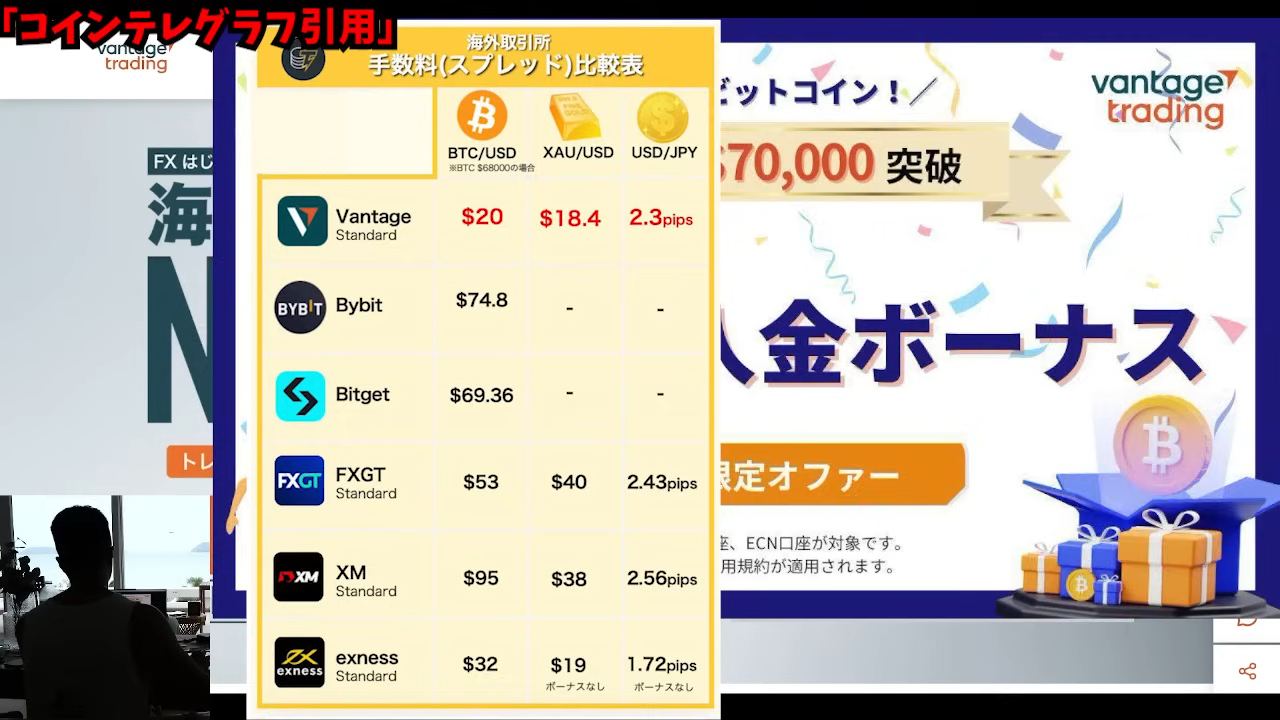 「コインテレグラフ引用」
vantage
trading
FX はじ
海
N
トレ
海外取引所
手数料(スプレッド)比較表
BTC/USD
※BTC $68000の場合
XAU/USD
USD/JPY
Vantage
Standard
$20
$18.4
2.3pips
BYBIT
Bybit
$74.8
-
-
Bitget
$69.36
-
-
FXGT
FXGT
Standard
$53
$40
2.43pips
XM
XM
Standard
$95
$38
2.56pips
exness
exness
Standard
$32
$19
ボーナスなし
1.72pips
ボーナスなし
ビットコイン！／
vantage
trading
$70,000 突破
入金ボーナス
限定オファー
座、ECN口座が対象です。
用規約が適用されます。